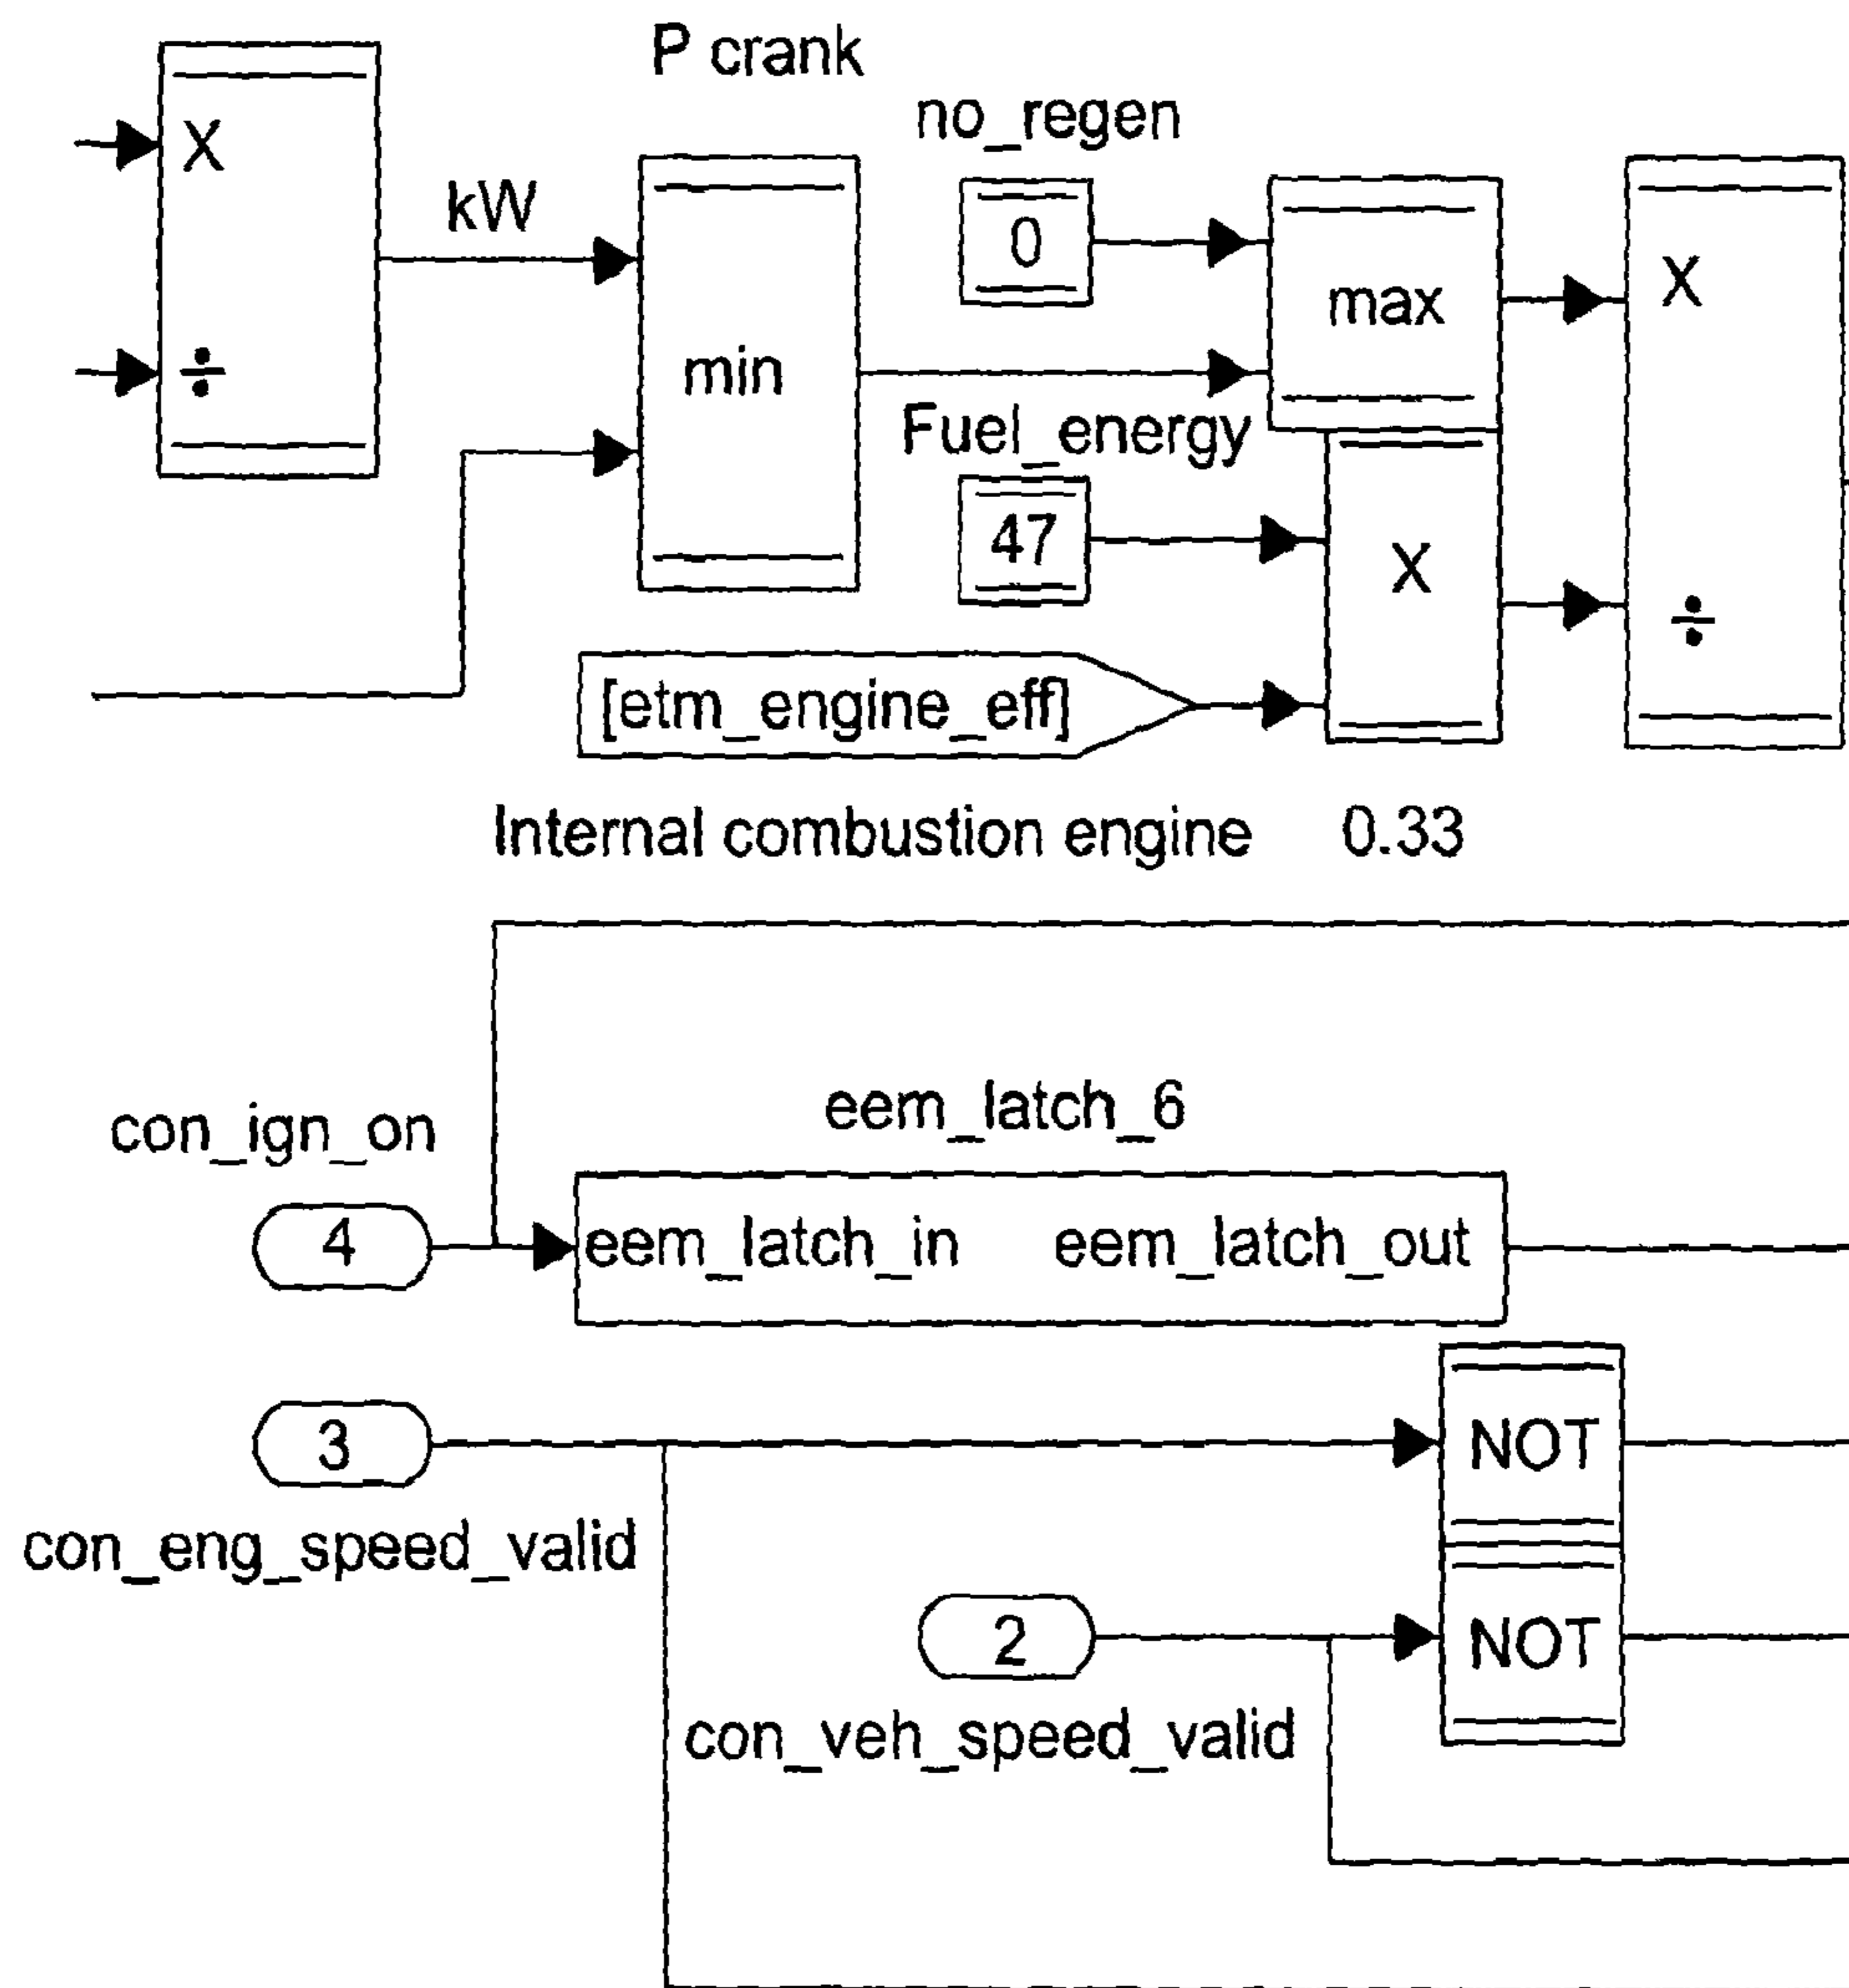 P crank
no_regen
X
kW
0
max
X
÷
min
Fuel_energy
47
X
÷
[etm_engine_eff]
Internal combustion engine 0.33
eem_latch_6
con_ign_on
4
eem_latch_in eem_latch_out
3
NOT
con_eng_speed_valid
2
NOT
con_veh_speed_valid